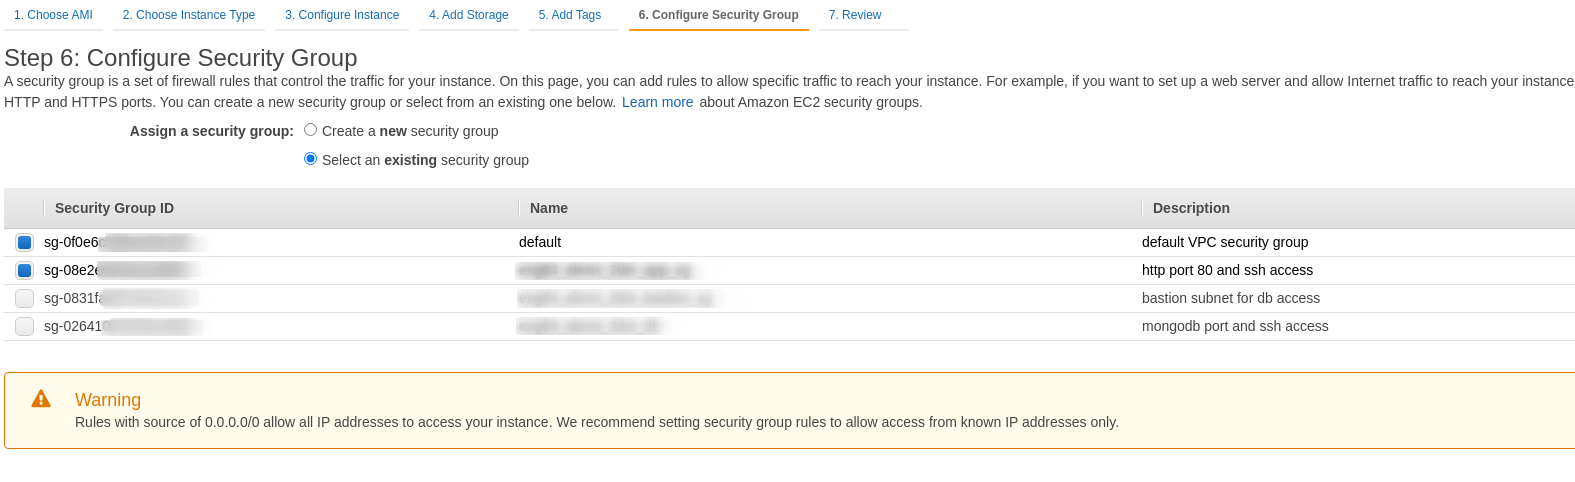 1. Choose AMI 2. Choose Instance Type 3. Configure Instance 4. Add Storage 5. Add Tags 6. Configure Security Group 7. Review
Step 6: Configure Security Group
A security group is a set of firewall rules that control the traffic for your instance. On this page, you can add rules to allow specific traffic to reach your instance. For example, if you want to set up a web server and allow Internet traffic to reach your instance
HTTP and HTTPS ports. You can create a new security group or select from an existing one below. Learn more about Amazon EC2 security groups.
Assign a security group: Create a new security group
Select an existing security group
Security Group ID Name Description
sg-0f0e6 default default VPC security group
sg-08e2 http port 80 and ssh access
sg-0831f bastion subnet for db access
sg-02641 mongodb port and ssh access
Warning
Rules with source of 0.0.0.0/0 allow all IP addresses to access your instance. We recommend setting security group rules to allow access from known IP addresses only.